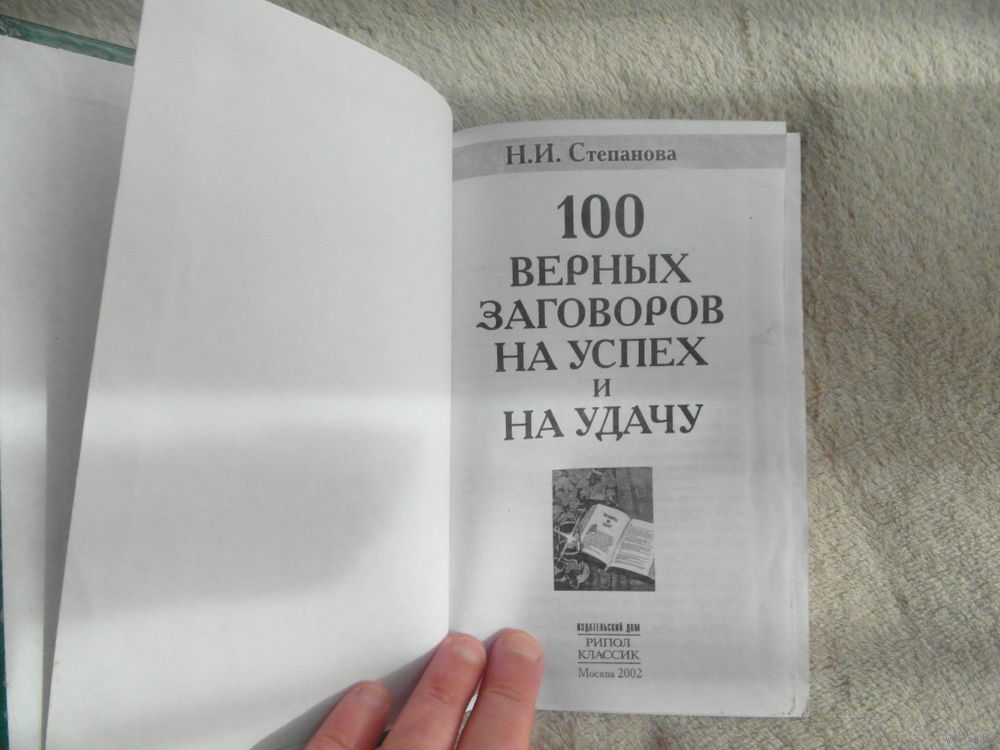 Н.И. Степанова
100
ВЕРНЫХ
ЗАГОВОРОВ
НА УСПЕХ
И
НА УДАЧУ
ИЗДАТЕЛЬСКИЙ ДОМ
РИПОЛ
КЛАССИК
Москва 2002